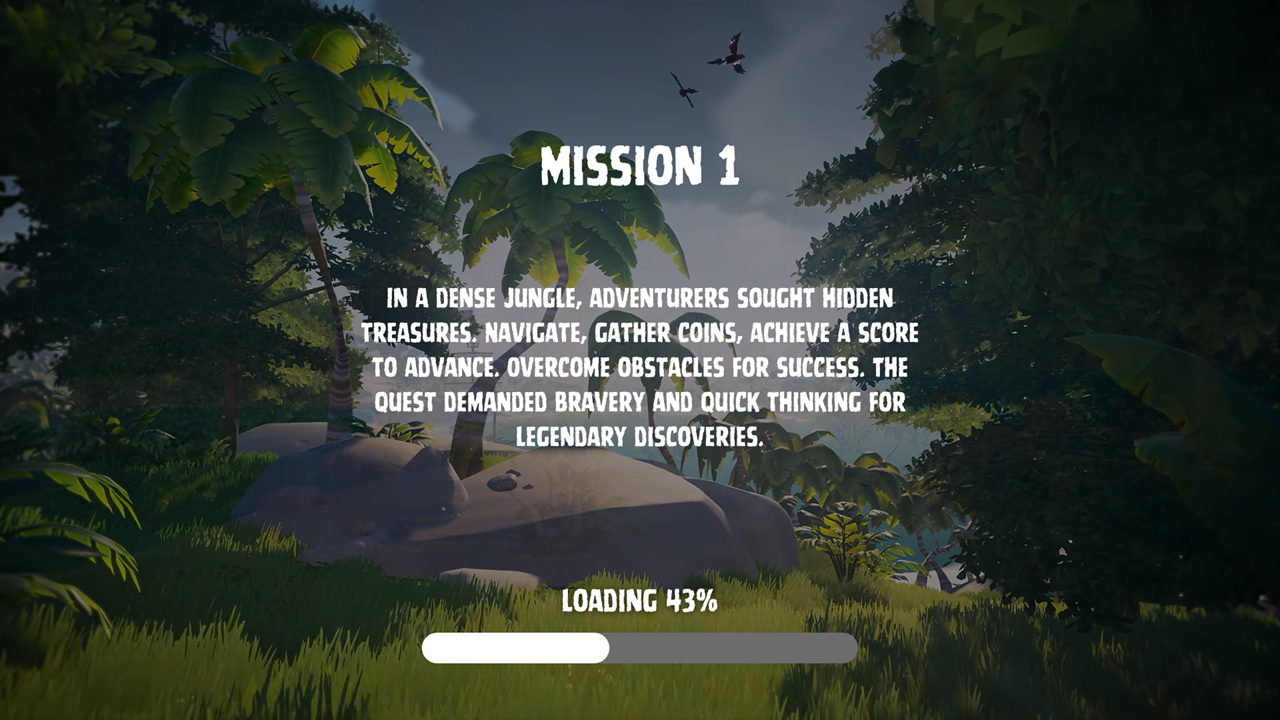 MISSION 1
IN A DENSE JUNGLE, ADVENTURERS SOUGHT HIDDEN
TREASURES. NAVIGATE, GATHER COINS, ACHIEVE A SCORE
TO ADVANCE. OVERCOME OBSTACLES FOR SUCCESS. THE
QUEST DEMANDED BRAVERY AND QUICK THINKING FOR
LEGENDARY DISCOVERIES.
LOADING 43%